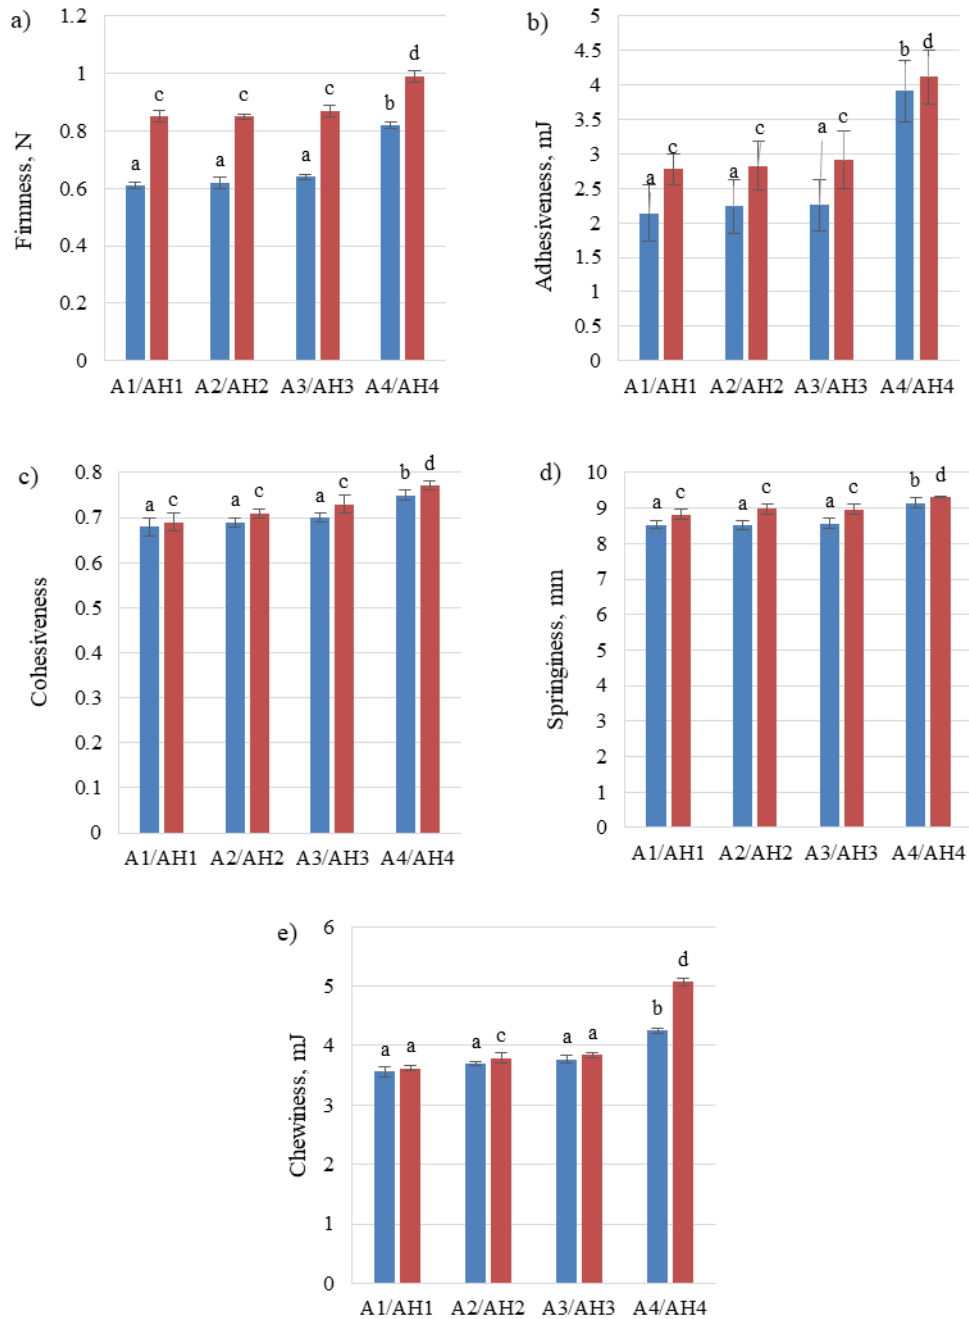 a)
Firmness, N
1.2
1
0.8
0.6
0.4
0.2
0
a c a c a c b d
A1/AH1 A2/AH2 A3/AH3 A4/AH4
b)
Adhesiveness, mJ
5
4.5
4
3.5
3
2.5
2
1.5
1
0.5
0
a c a c a c b d
A1/AH1 A2/AH2 A3/AH3 A4/AH4
c)
Cohesiveness
0.8
0.7
0.6
0.5
0.4
0.3
0.2
0.1
0
a c a c a c b d
A1/AH1 A2/AH2 A3/AH3 A4/AH4
d)
Springiness, mm
10
9
8
7
6
5
4
3
2
1
0
a c a c a c b d
A1/AH1 A2/AH2 A3/AH3 A4/AH4
e)
Chewiness, mJ
6
5
4
3
2
1
0
a a a c a a b d
A1/AH1 A2/AH2 A3/AH3 A4/AH4